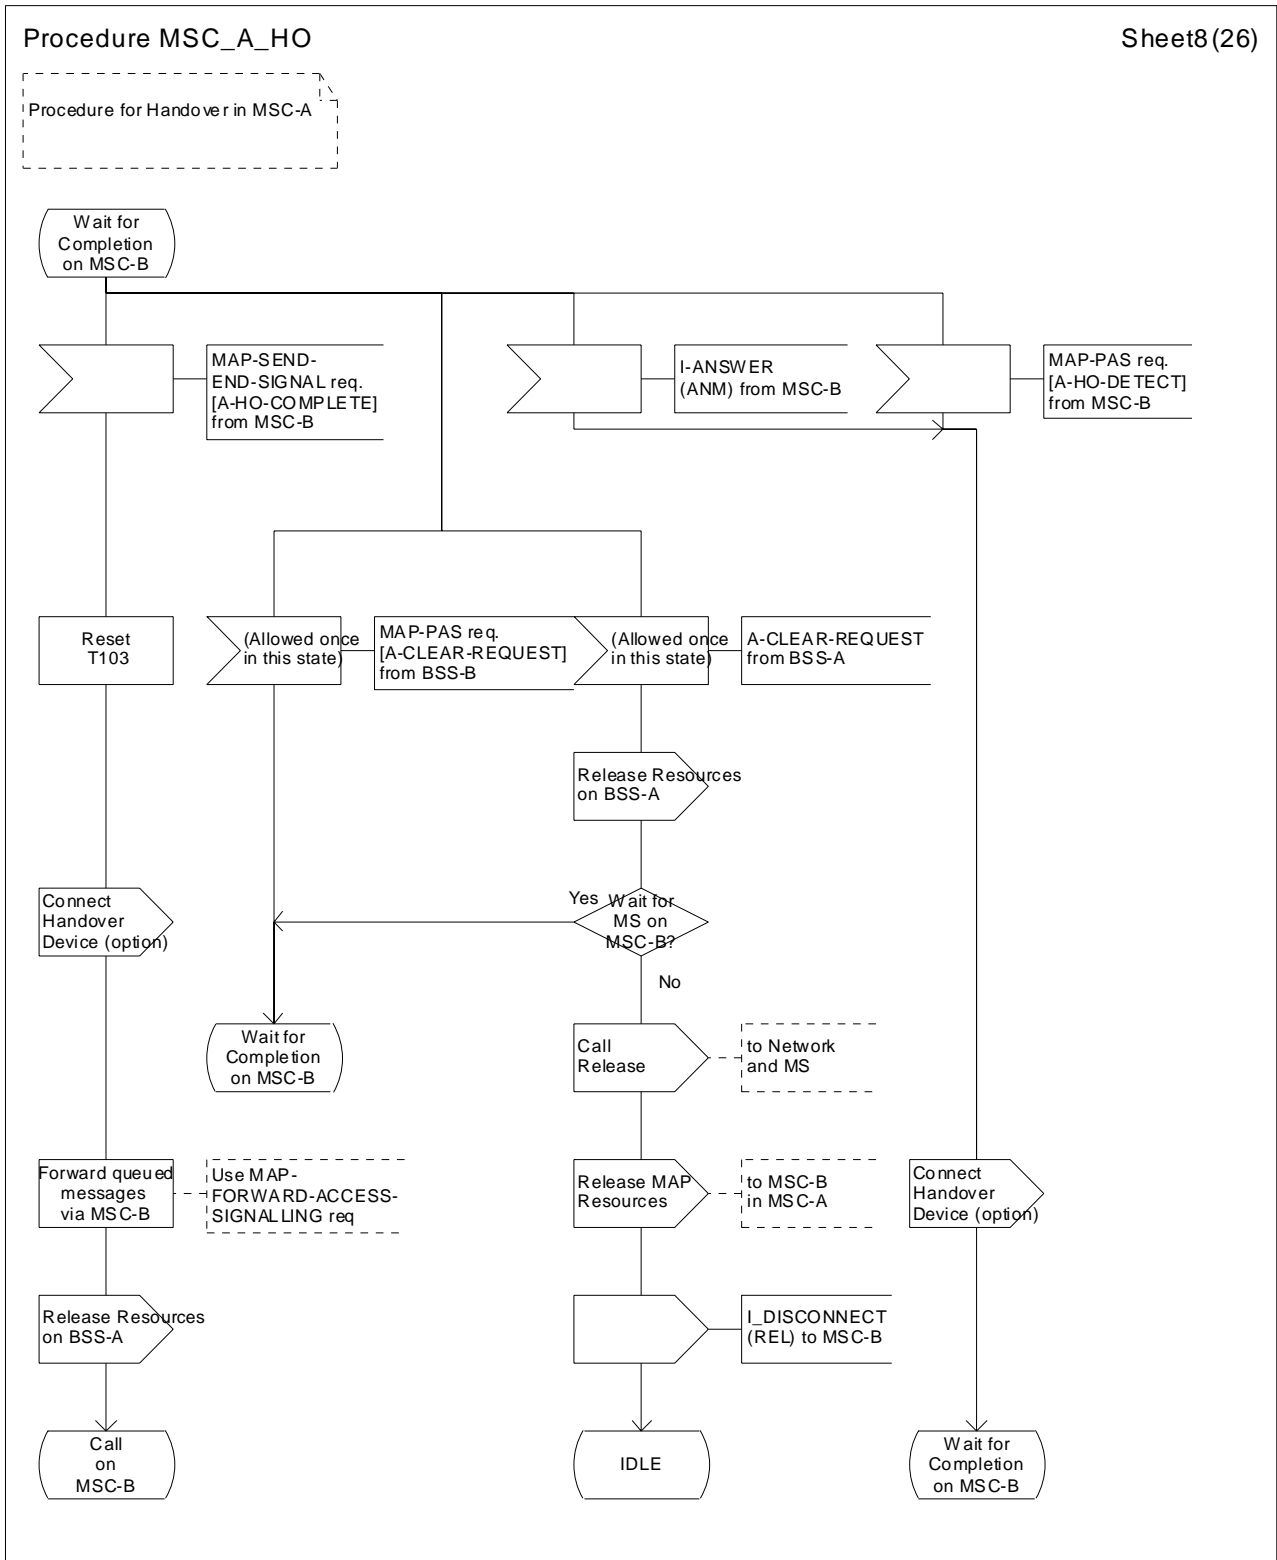 Procedure MSC_A_HO
Sheet8(26)
Procedure for Handover in MSC-A
Wait for
Completion
on MSC-B
MAP-SEND-
END-SIGNAL req.
[A-HO-COMPLETE]
from MSC-B
I-ANSWER
(ANM) from MSC-B
MAP-PAS req.
[A-HO-DETECT]
from MSC-B
Reset
T103
(Allowed once
in this state)
MAP-PAS req.
[A-CLEAR-REQUEST]
from BSS-B
(Allowed once
in this state)
A-CLEAR-REQUEST
from BSS-A
Release Resources
on BSS-A
Connect
Handover
Device (option)
Yes
Wait for
MS on
MSC-B?
No
Wait for
Completion
on MSC-B
Call
Release
to Network
and MS
Forward queued
messages
via MSC-B
Use MAP-
FORWARD-ACCESS-
SIGNALLING req
Release MAP
Resources
to MSC-B
in MSC-A
Connect
Handover
Device (option)
Release Resources
on BSS-A
I_DISCONNECT
(REL) to MSC-B
Call
on
MSC-B
IDLE
Wait for
Completion
on MSC-B